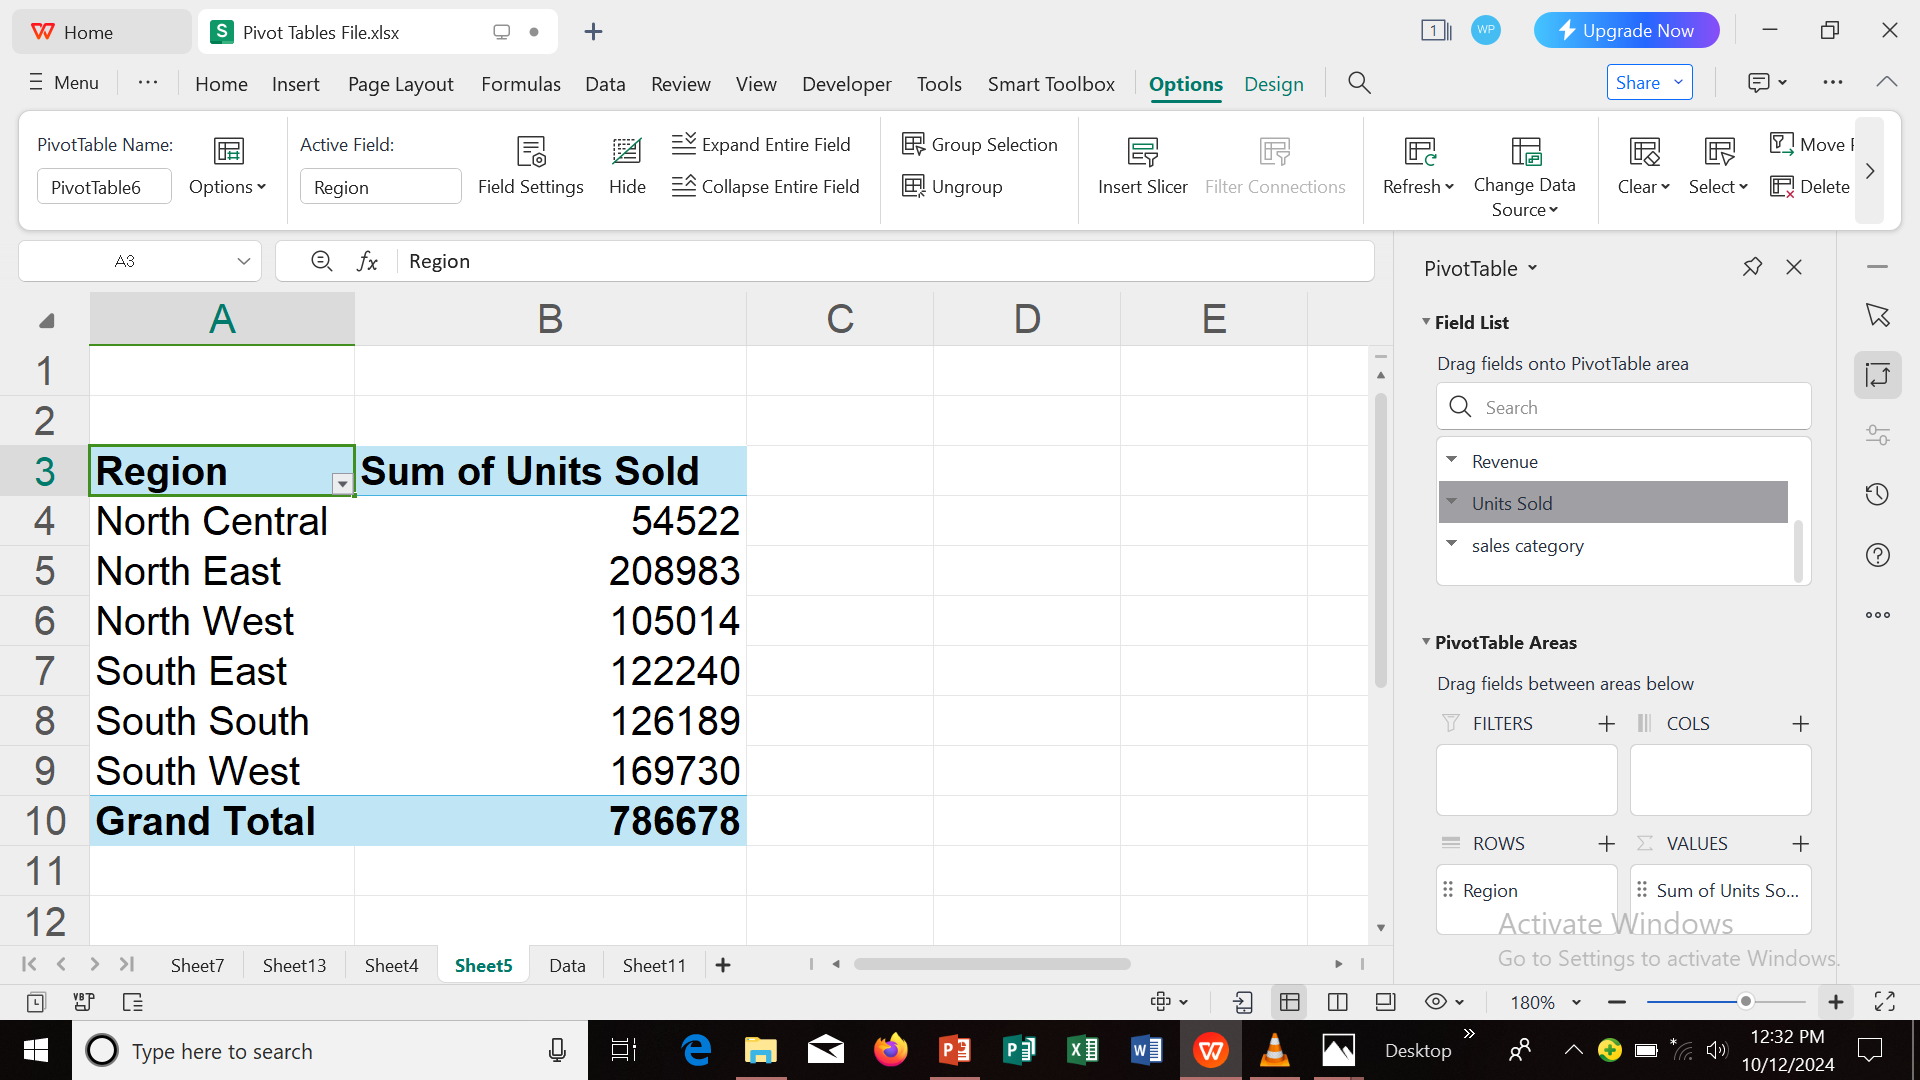 Home
Pivot Tables File.xlsx
Upgrade Now
WP
1
Menu
Home Insert Page Layout Formulas Data Review View Developer Tools Smart Toolbox Options Design
Share
PivotTable Name:
PivotTable6
Options
Active Field:
Region
Field Settings
Hide
Expand Entire Field
Collapse Entire Field
Group Selection
Ungroup
Insert Slicer
Filter Connections
Refresh
Change Data
Source
Clear
Select
Move
Delete
A3
fx
Region
A B C D E
1
2
3 Region Sum of Units Sold
4 North Central 54522
5 North East 208983
6 North West 105014
7 South East 122240
8 South South 126189
9 South West 169730
10 Grand Total 786678
11
12
PivotTable
Field List
Drag fields onto PivotTable area
Search
Revenue
Units Sold
sales category
PivotTable Areas
Drag fields between areas below
FILTERS COLS
ROWS VALUES
Region Sum of Units So...
Activate Windows
Go to Settings to activate Windows.
Sheet7 Sheet13 Sheet4 Sheet5 Data Sheet11
180%
Type here to search
Desktop
12:32 PM
10/12/2024